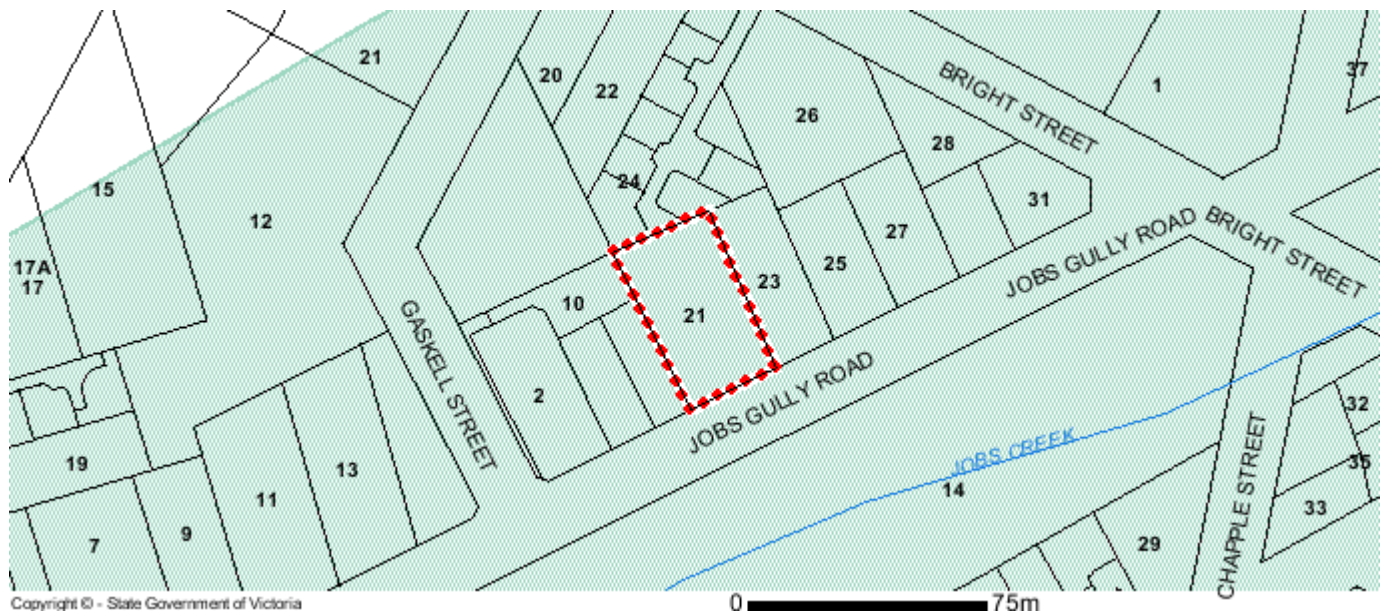 21
20
22
1
37
BRIGHT STREET
26
28
15
12
24
31
17A
17
JOBS GULLY ROAD
BRIGHT STREET
27
25
23
10
21
GASKELL STREET
2
JOBS GULLY ROAD
32
19
13
JOBS CREEK
35
11
14
CHAPPLE STREET
33
7
9
29
Copyright © - State Government of Victoria
0
75m